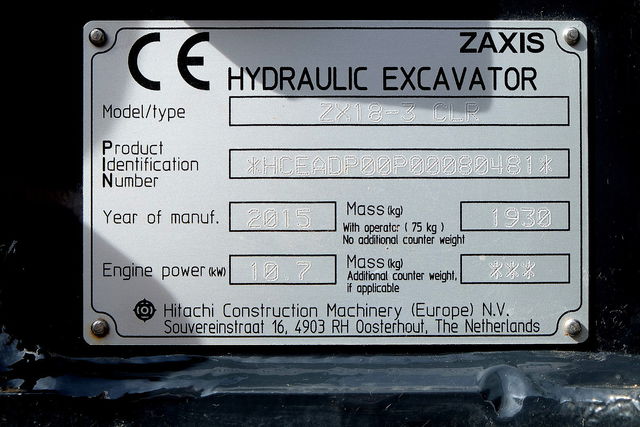 CE ZAXIS
HYDRAULIC EXCAVATOR
Model/type ZX18-3 CLR
Product
Identification *HCEADP00P00080481*
Number
Year of manuf. 2015 Mass (kg) 1930
With operator ( 75 kg )
No additional counter weight
Engine power (kW) 10.7 Mass (kg) ***
Additional counter weight,
if applicable
Hitachi Construction Machinery (Europe) N.V.
Souvereinstraat 16, 4903 RH Oosterhout, The Netherlands